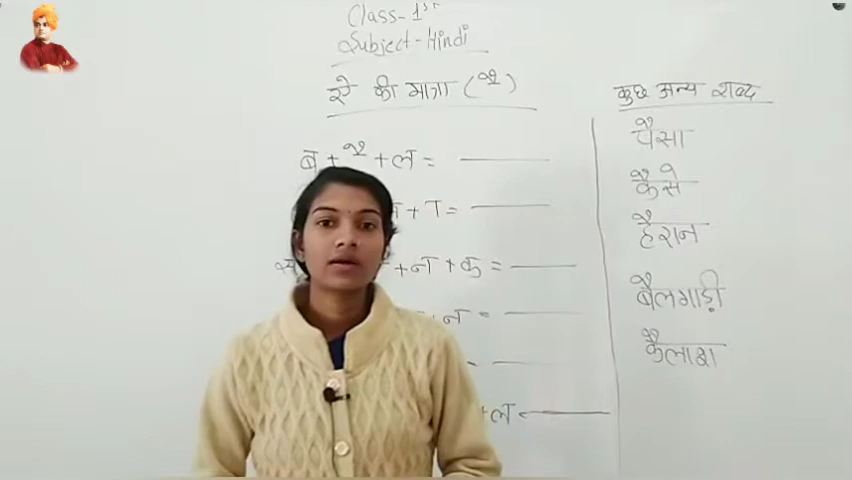 Class-1st
Subject-Hindi
ऐ की मात्रा (ै)
ब+ै+ल=
+ा=
+न+क=
+न=
+ल=
कुछ अन्य शब्द
पैसा
कैसे
हैरान
बैलगाड़ी
कैलाश